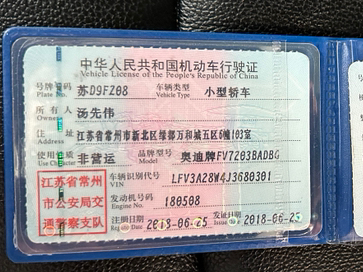 中华人民共和国机动车行驶证
Vehicle License of the People's Republic of China
号牌号码 苏D9FZ08 车辆类型 小型轿车
Plate No. Vehicle Type
所有人 汤先伟
Owner
住址 江苏省常州市新北区绿都万和城五区6幢103室
Address
使用性质 非营运 品牌型号 奥迪牌FV7203BADBG
Use Character Model
车辆识别代号 LFV3A28W4J3680301
VIN
江苏省常州市公安局交通警察支队
发动机号码 180508
Engine No.
注册日期 2018-06-25 发证日期 2018-06-25
Register Date Issue Date